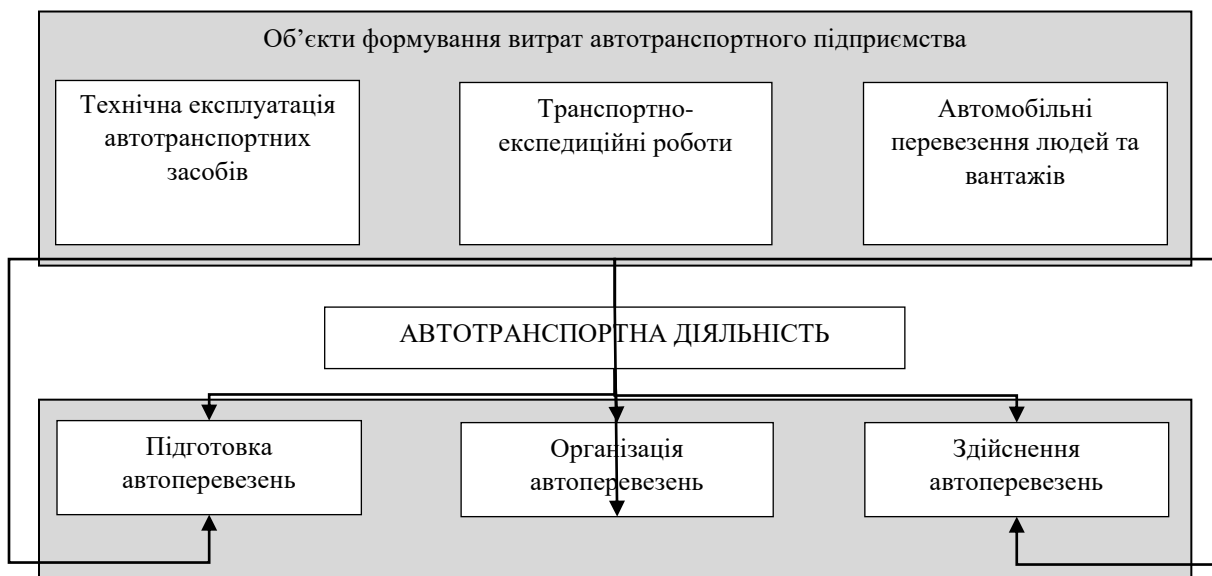 Об’єкти формування витрат автотранспортного підприємства
Технічна експлуатація
автотранспортних
засобів
Транспортно-
експедиційні роботи
Автомобільні
перевезення людей та
вантажів
АВТОТРАНСПОРТНА ДІЯЛЬНІСТЬ
Підготовка
автоперевезень
Організація
автоперевезень
Здійснення
автоперевезень